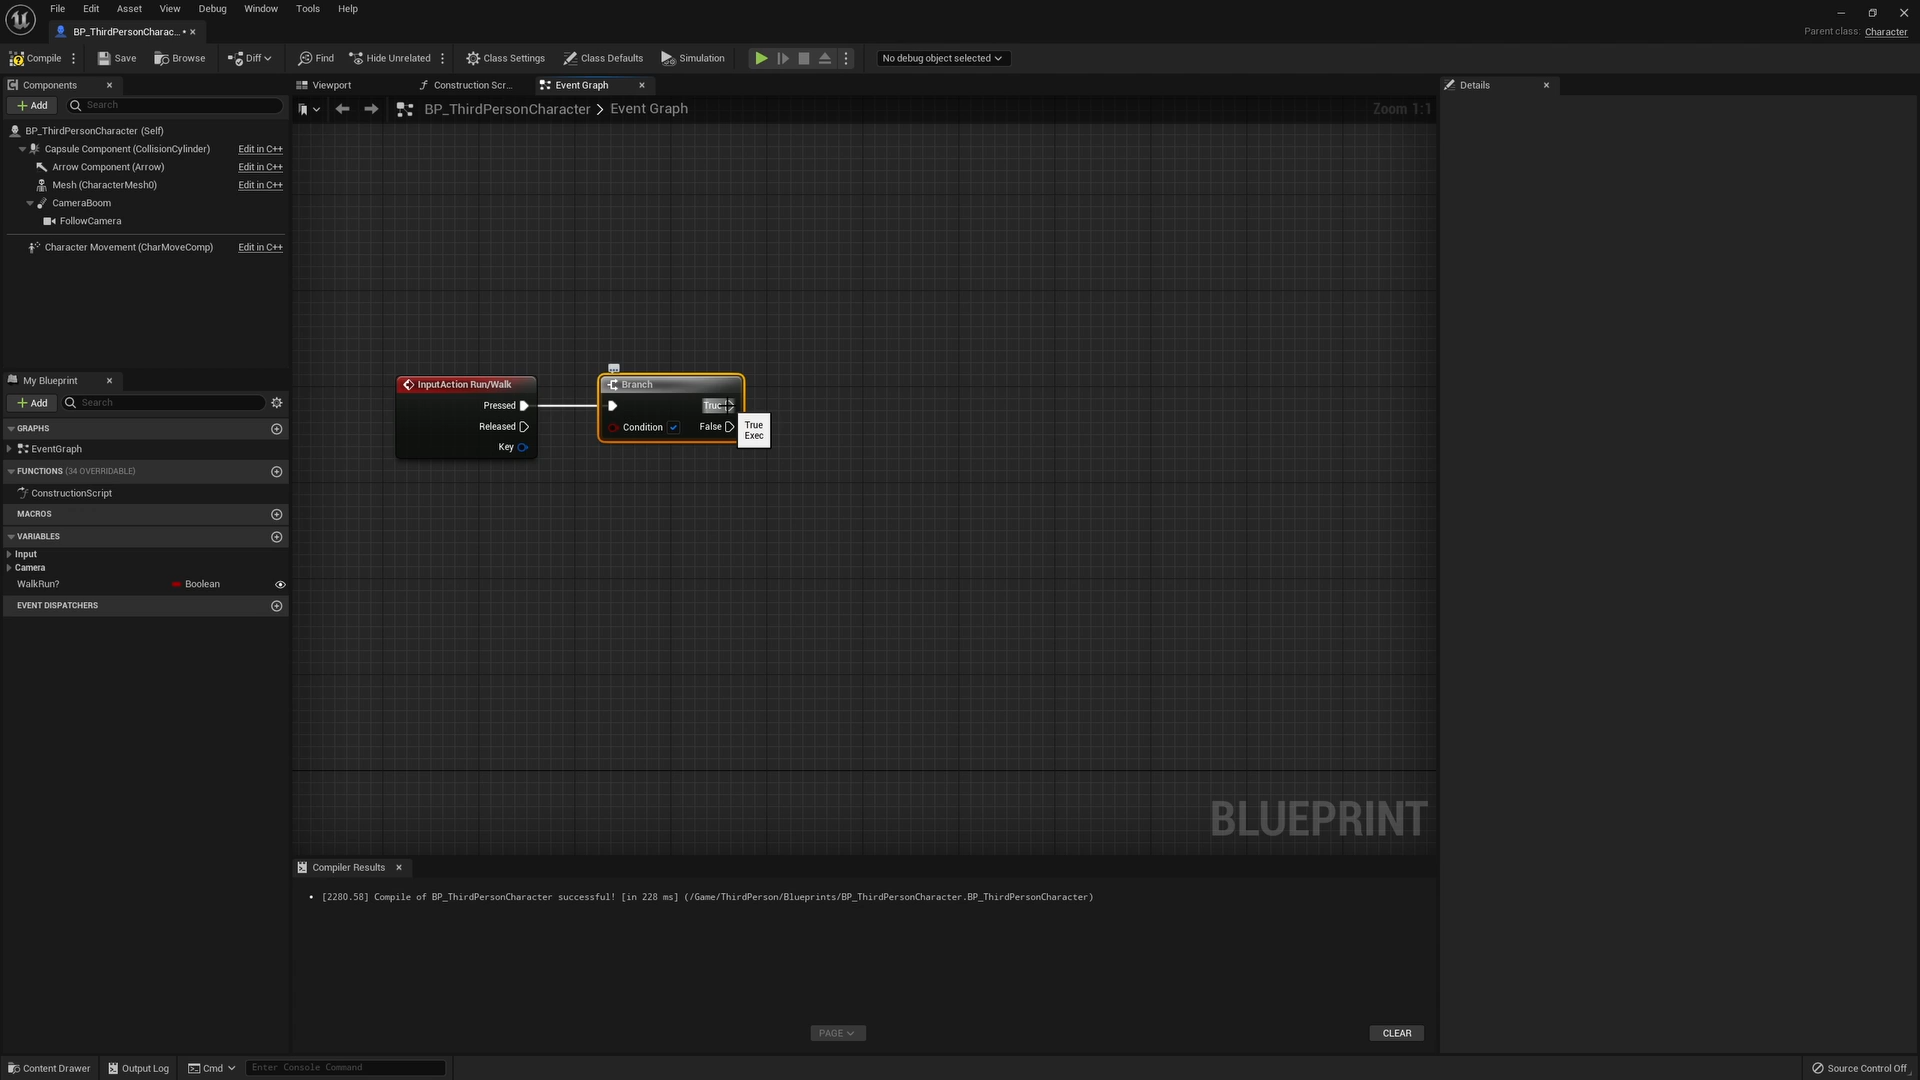 File Edit Asset View Debug Window Tools Help
BP_ThirdPersonCharac... •
Parent class: Character
Compile Save Browse Diff Find Hide Unrelated Class Settings Class Defaults Simulation No debug object selected
Components
Add Search
BP_ThirdPersonCharacter (Self)
Capsule Component (CollisionCylinder) Edit in C++
Arrow Component (Arrow) Edit in C++
Mesh (CharacterMesh0) Edit in C++
CameraBoom
FollowCamera
Character Movement (CharMoveComp) Edit in C++
My Blueprint
Add Search
GRAPHS
EventGraph
FUNCTIONS (34 OVERRIDABLE)
ConstructionScript
MACROS
VARIABLES
Input
Camera
WalkRun? Boolean
EVENT DISPATCHERS
Viewport Construction Scr... Event Graph
BP_ThirdPersonCharacter > Event Graph
Zoom 1:1
InputAction Run/Walk
Pressed
Released
Key
Branch
True
Condition False
True
Exec
BLUEPRINT
Compiler Results
• [2280.58] Compile of BP_ThirdPersonCharacter successful! [in 228 ms] (/Game/ThirdPerson/Blueprints/BP_ThirdPersonCharacter.BP_ThirdPersonCharacter)
PAGE
CLEAR
Details
Content Drawer Output Log Cmd Enter Console Command
Source Control Off